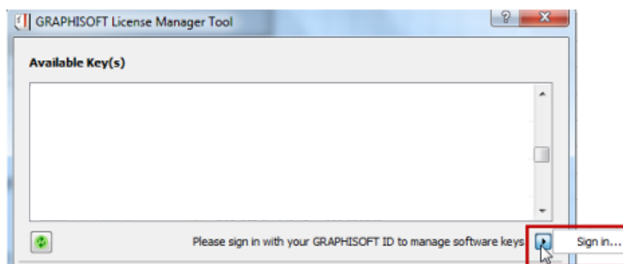 GRAPHISOFT License Manager Tool
Available Key(s)
Please sign in with your GRAPHISOFT ID to manage software keys
Sign in...